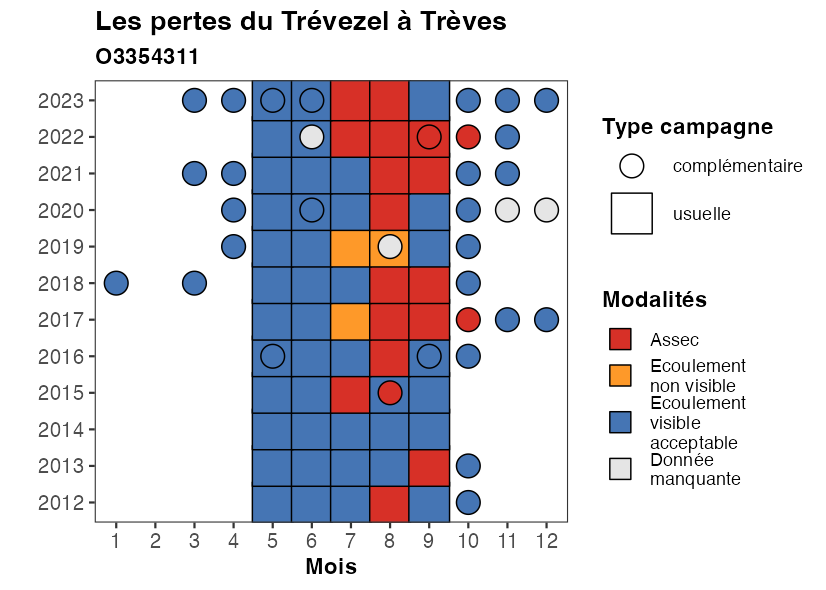 Les pertes du Trévezel à Trèves
O3354311
2023
2022
2021
2020
2019
2018
2017
2016
2015
2014
2013
2012
1 2 3 4 5 6 7 8 9 10 11 12
Mois
Type campagne
complémentaire
usuelle
Modalités
Assec
Ecoulement
non visible
Ecoulement
visible
acceptable
Donnée
manquante